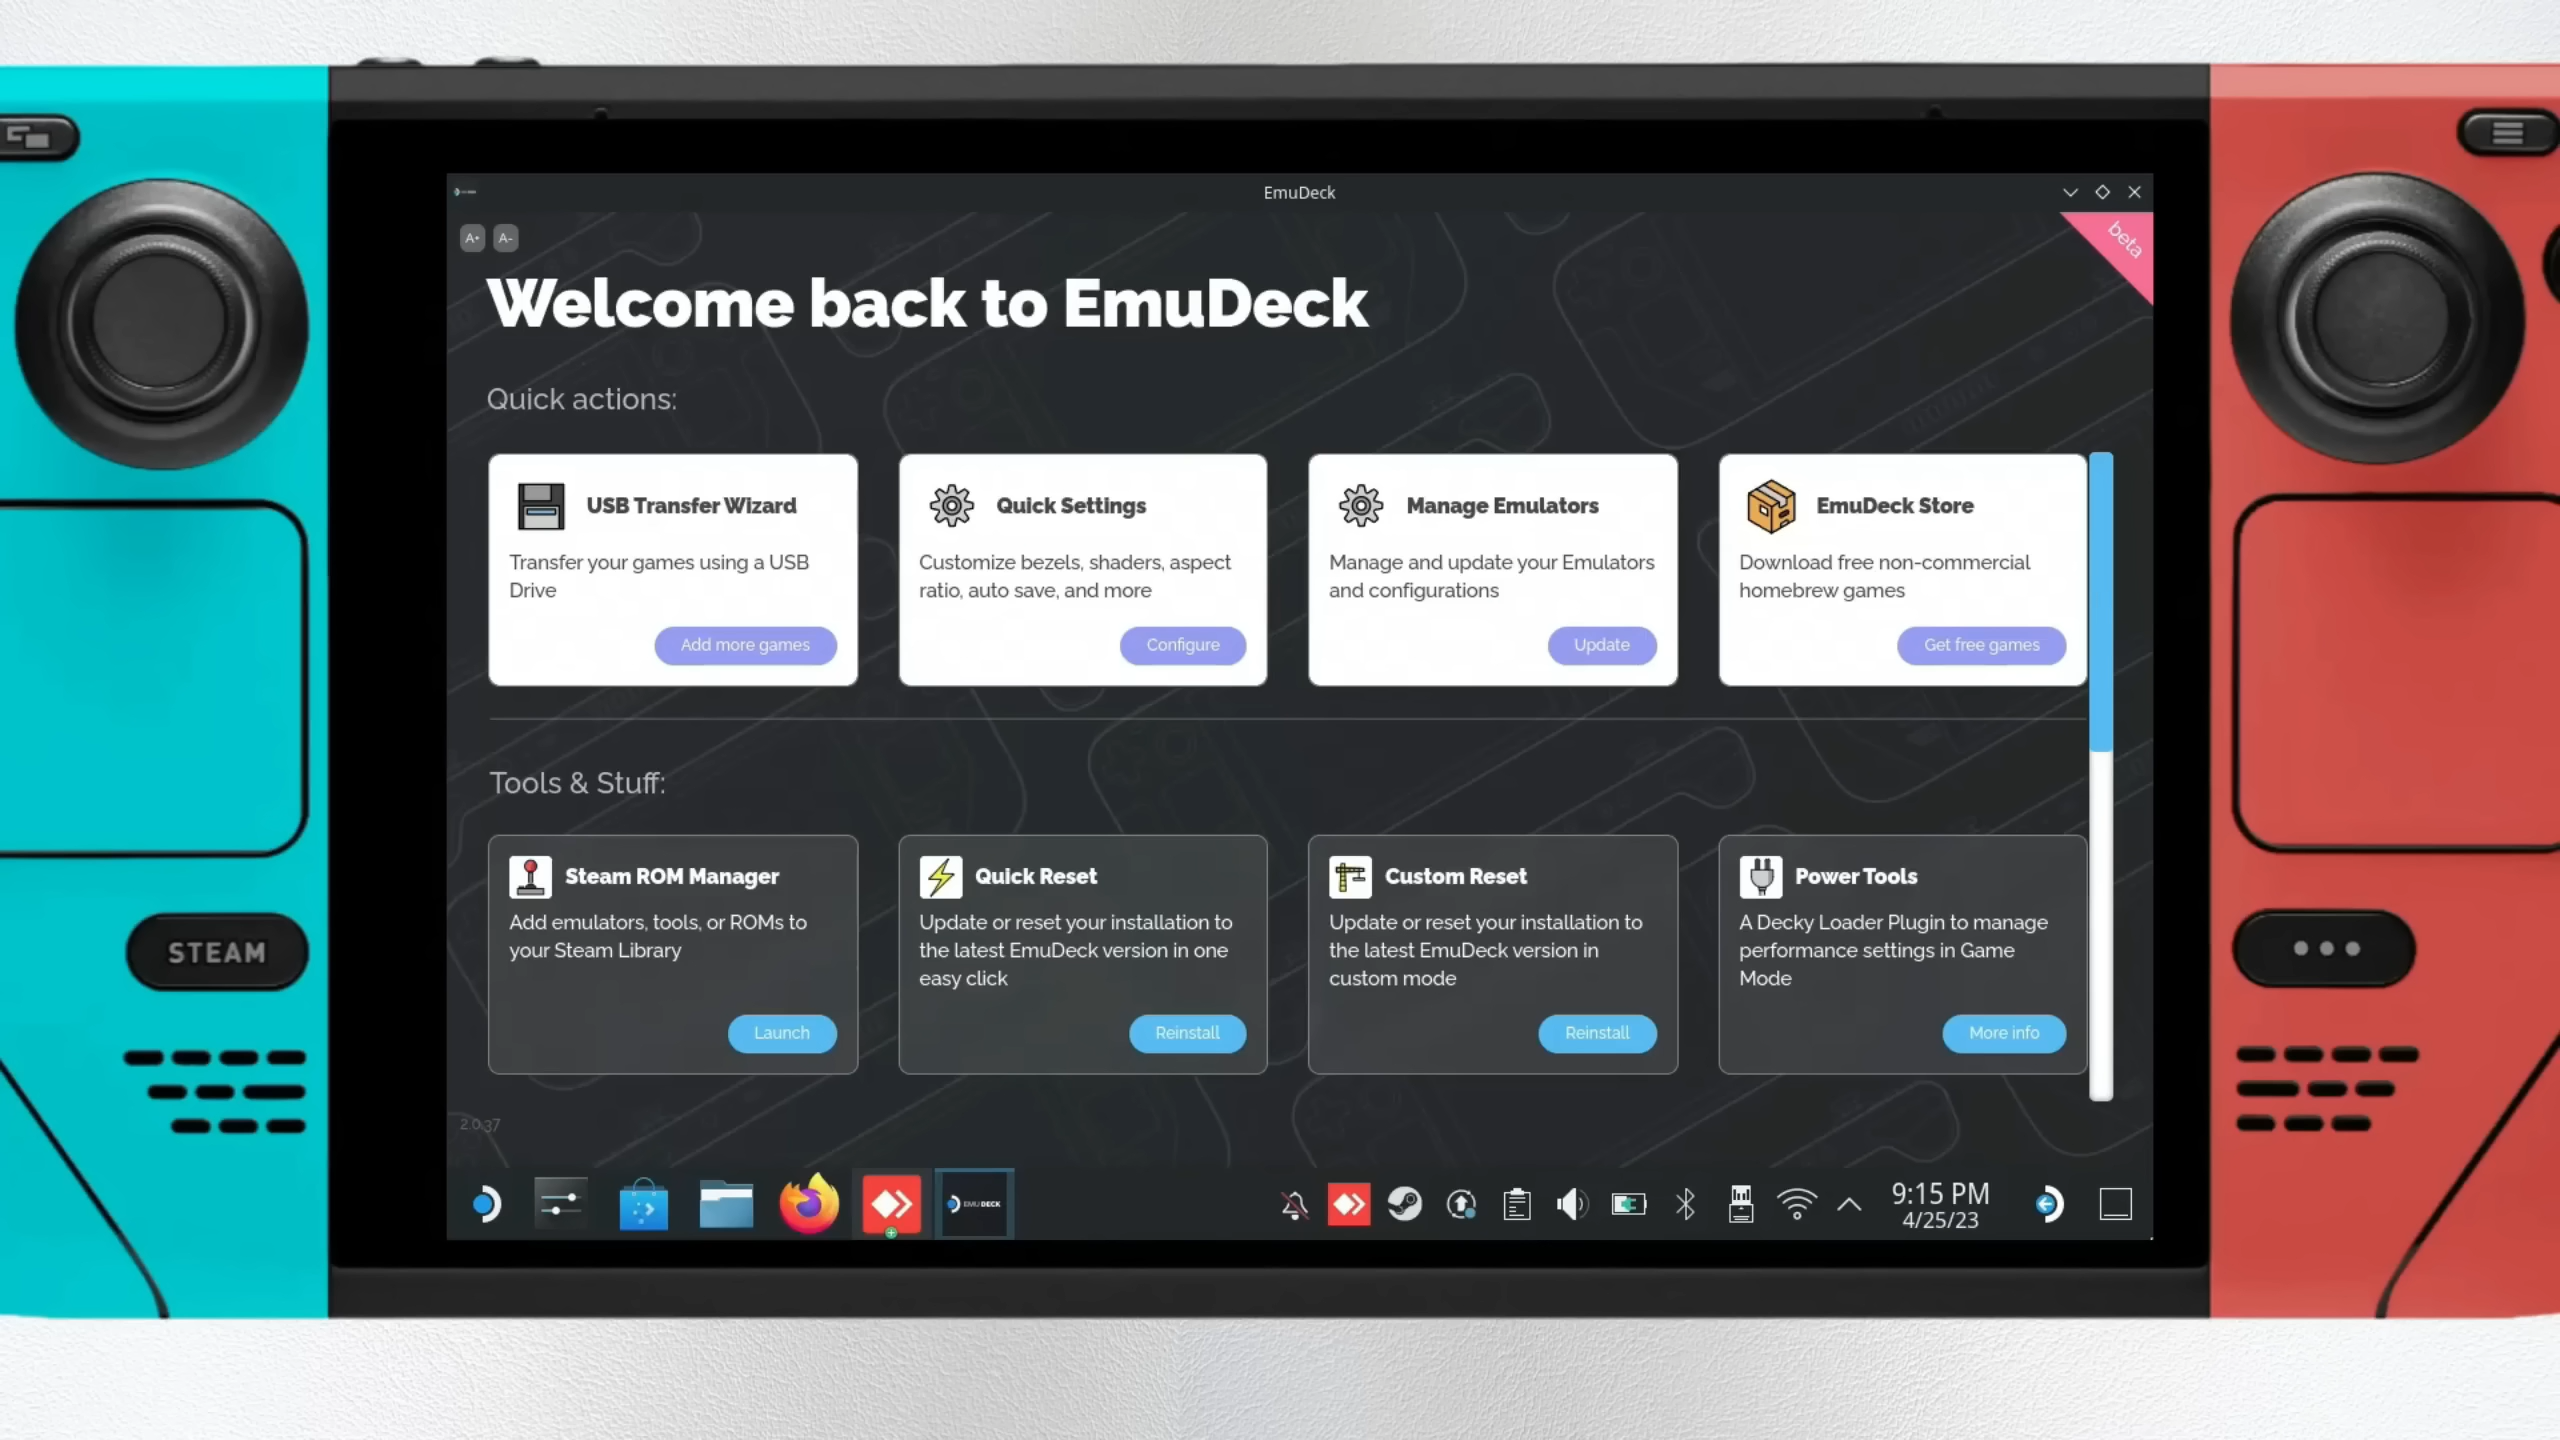 EmuDeck
A+ A-
beta
Welcome back to EmuDeck
Quick actions:
USB Transfer Wizard
Transfer your games using a USB
Drive
Add more games
Quick Settings
Customize bezels, shaders, aspect
ratio, auto save, and more
Configure
Manage Emulators
Manage and update your Emulators
and configurations
Update
EmuDeck Store
Download free non-commercial
homebrew games
Get free games
Tools & Stuff:
Steam ROM Manager
Add emulators, tools, or ROMs to
your Steam Library
Launch
Quick Reset
Update or reset your installation to
the latest EmuDeck version in one
easy click
Reinstall
Custom Reset
Update or reset your installation to
the latest EmuDeck version in
custom mode
Reinstall
Power Tools
A Decky Loader Plugin to manage
performance settings in Game
Mode
More info
2.0.37
EMUDECK
9:15 PM
4/25/23
STEAM